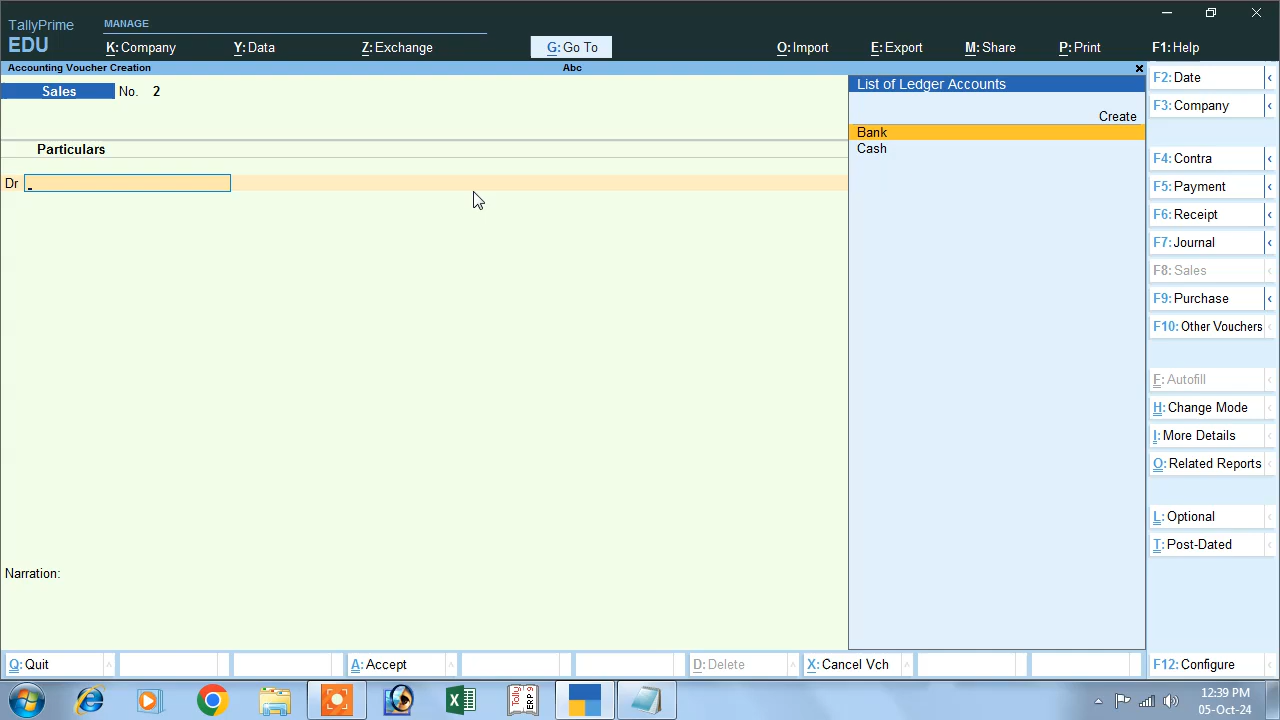 TallyPrime
EDU
MANAGE
K: Company
Y: Data
Z: Exchange
G: Go To
O: Import
E: Export
M: Share
P: Print
F1: Help
Accounting Voucher Creation
Abc
Sales
No. 2
Particulars
Dr
List of Ledger Accounts
Create
Bank
Cash
F2: Date
F3: Company
F4: Contra
F5: Payment
F6: Receipt
F7: Journal
F8: Sales
F9: Purchase
F10: Other Vouchers
F: Autofill
H: Change Mode
I: More Details
O: Related Reports
L: Optional
T: Post-Dated
Narration:
Q: Quit
A: Accept
D: Delete
X: Cancel Vch
F12: Configure
Tally
ERP 9
12:39 PM
05-Oct-24